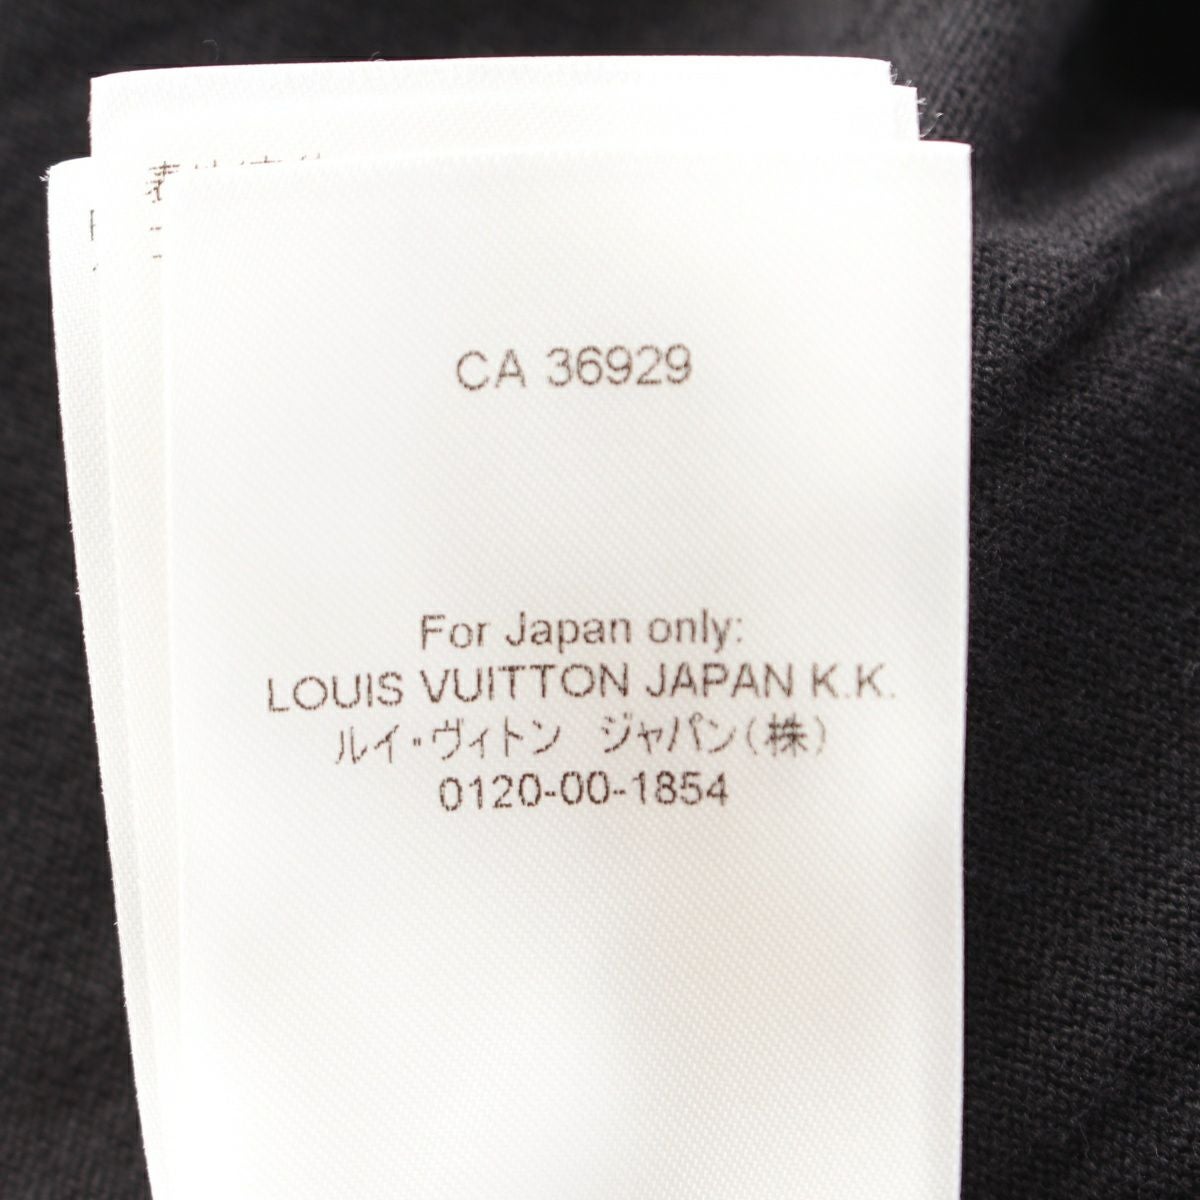 CA 36929
For Japan only:
LOUIS VUITTON JAPAN K.K.
ルイ・ヴィトン ジャパン(株)
0120-00-1854